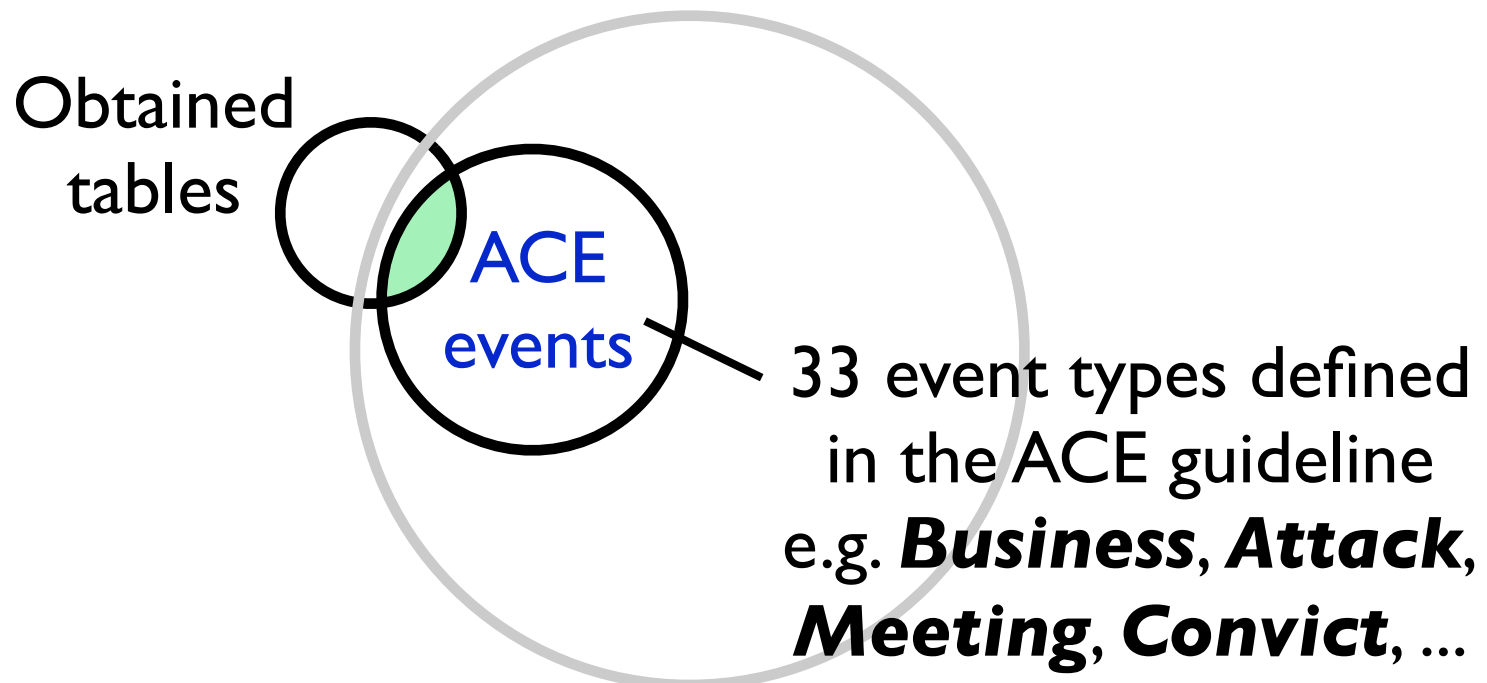 Obtained
tables
ACE
events
33 event types defined
in the ACE guideline
e.g. Business, Attack,
Meeting, Convict, ...